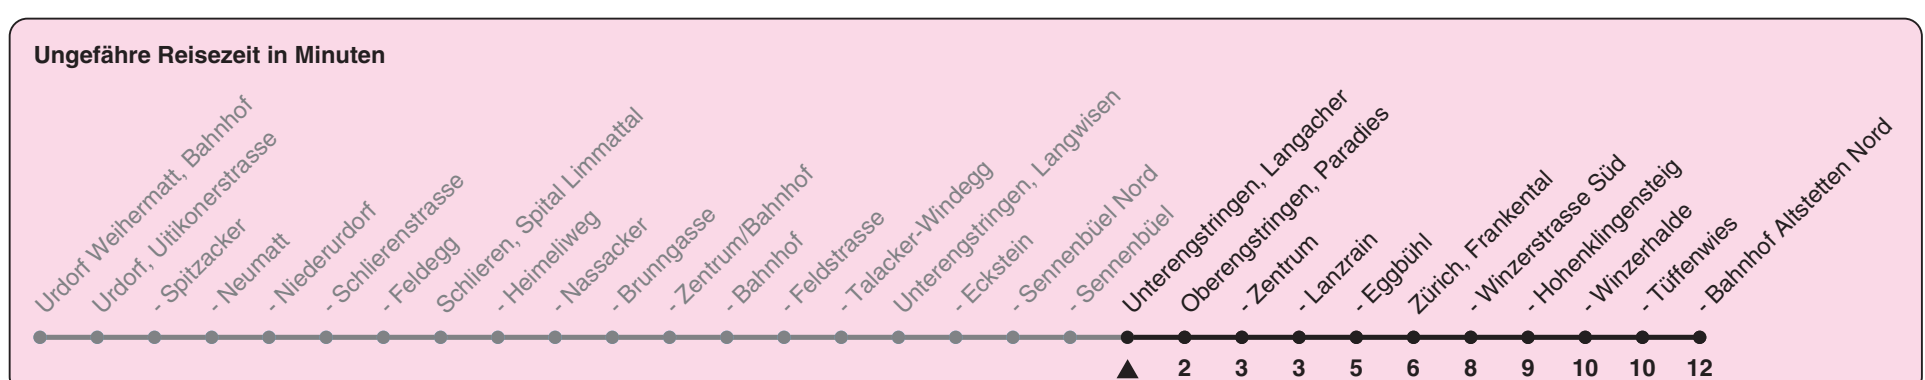 Ungefähre Reisezeit in Minuten
Urdorf Weihermatt, Bahnhof
Urdorf, Uitikonerstrasse
- Spitzacker
- Neumatt
- Niederurdorf
- Schlierenstrasse
- Feldegg
Schlieren, Spital Limmattal
- Heimeliweg
- Nassacker
- Brunngasse
- Zentrum/Bahnhof
- Bahnhof
- Feldstrasse
- Talacker-Windegg
Unterengstringen, Langwisen
- Eckstein
- Sennenbüel Nord
- Sennenbüel
Unterengstringen, Langacher
Oberengstringen, Paradies
- Zentrum
- Lanzrain
- Eggbühl
Zürich, Frankental
- Winzerstrasse Süd
- Hohenklingensteig
- Winzerhalde
- Tüffenwies
- Bahnhof Altstetten Nord
2 3 3 5 6 8 9 10 10 12